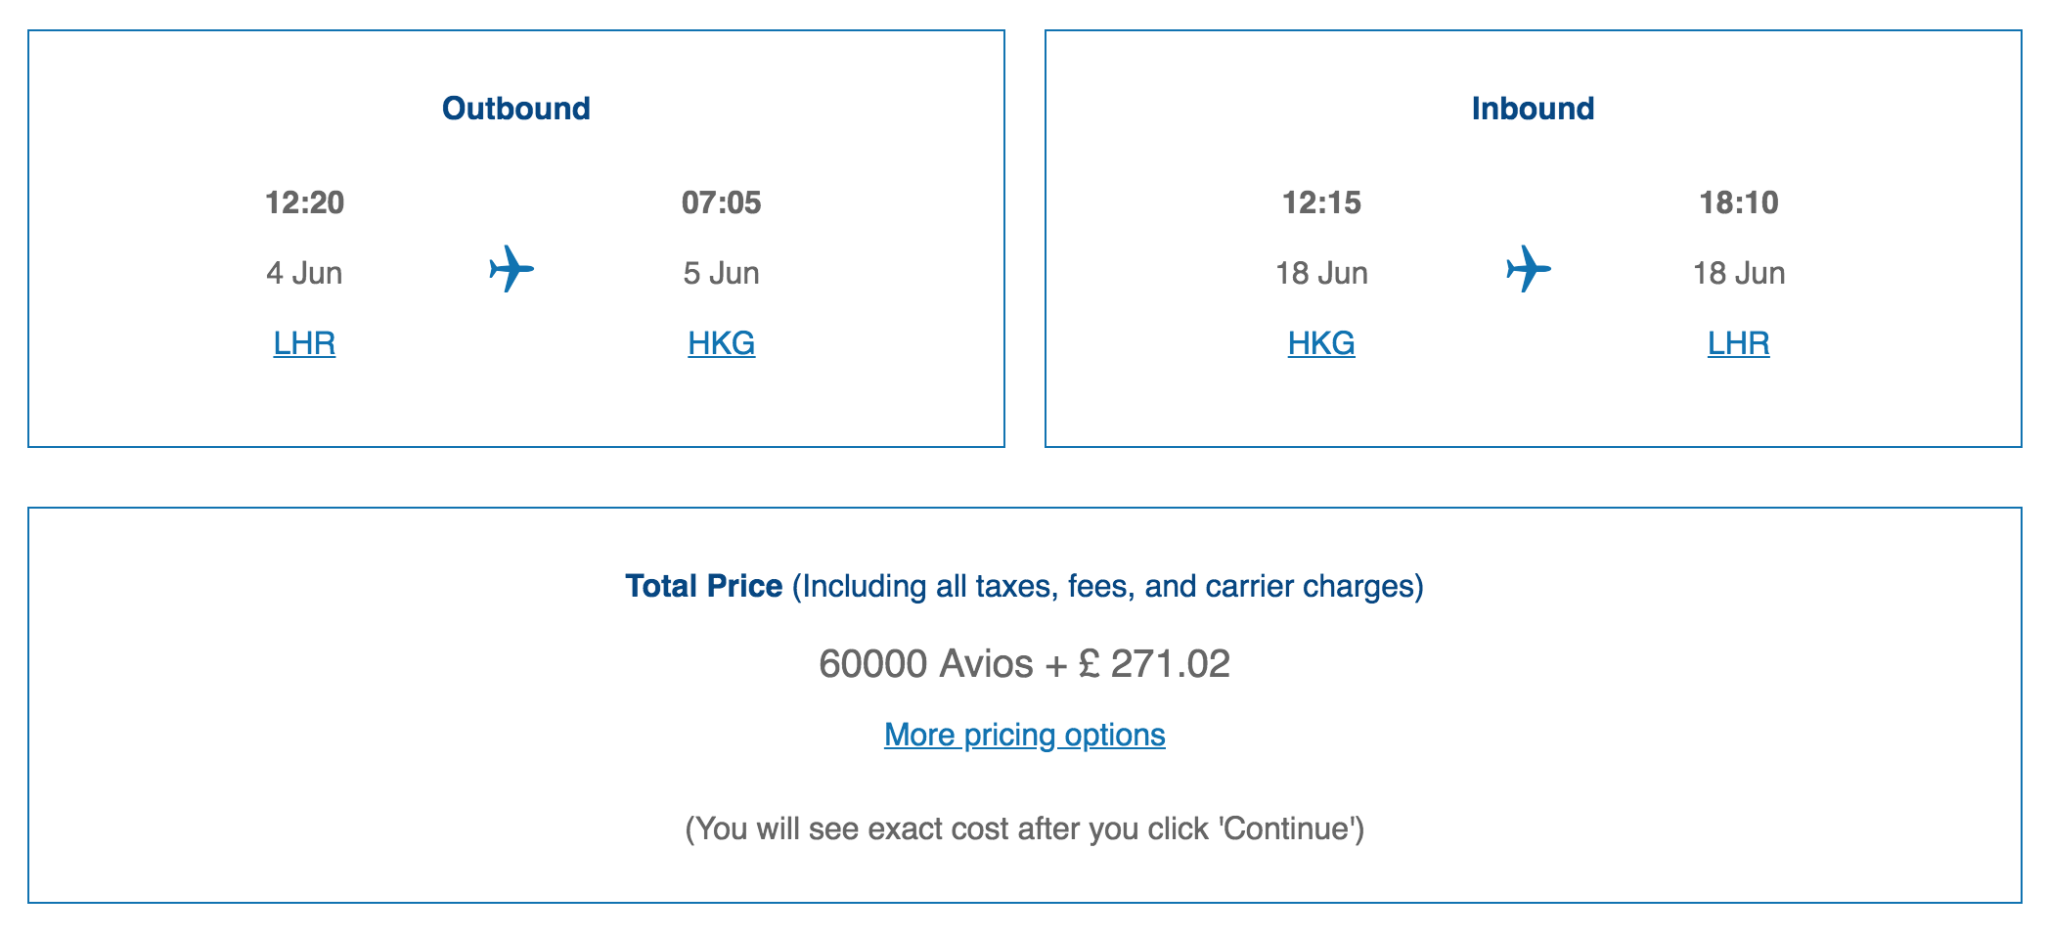 Outbound
12:20 07:05
4 Jun 5 Jun
LHR HKG
Inbound
12:15 18:10
18 Jun 18 Jun
HKG LHR
Total Price (Including all taxes, fees, and carrier charges)
60000 Avios + £ 271.02
More pricing options
(You will see exact cost after you click 'Continue')